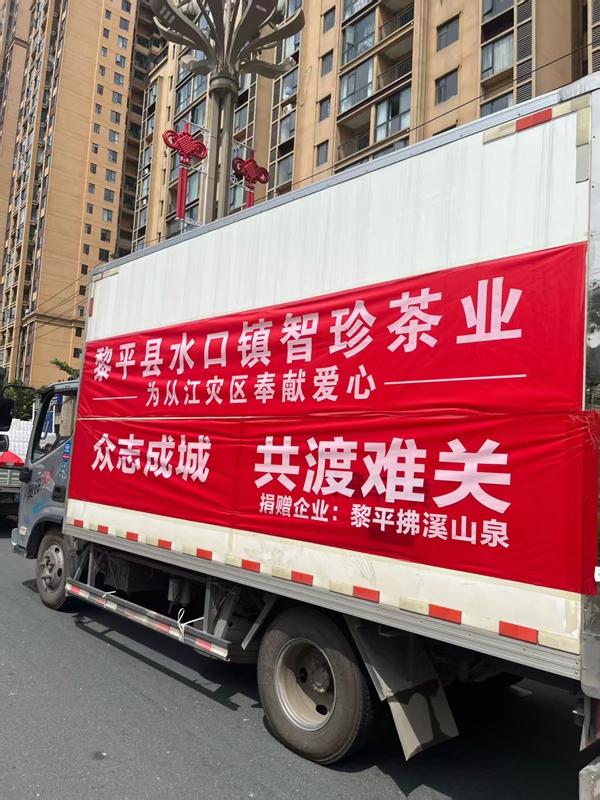 黎平县水口镇智珍茶业
为从江灾区奉献爱心
众志成城 共渡难关
捐赠企业：黎平拂溪山泉